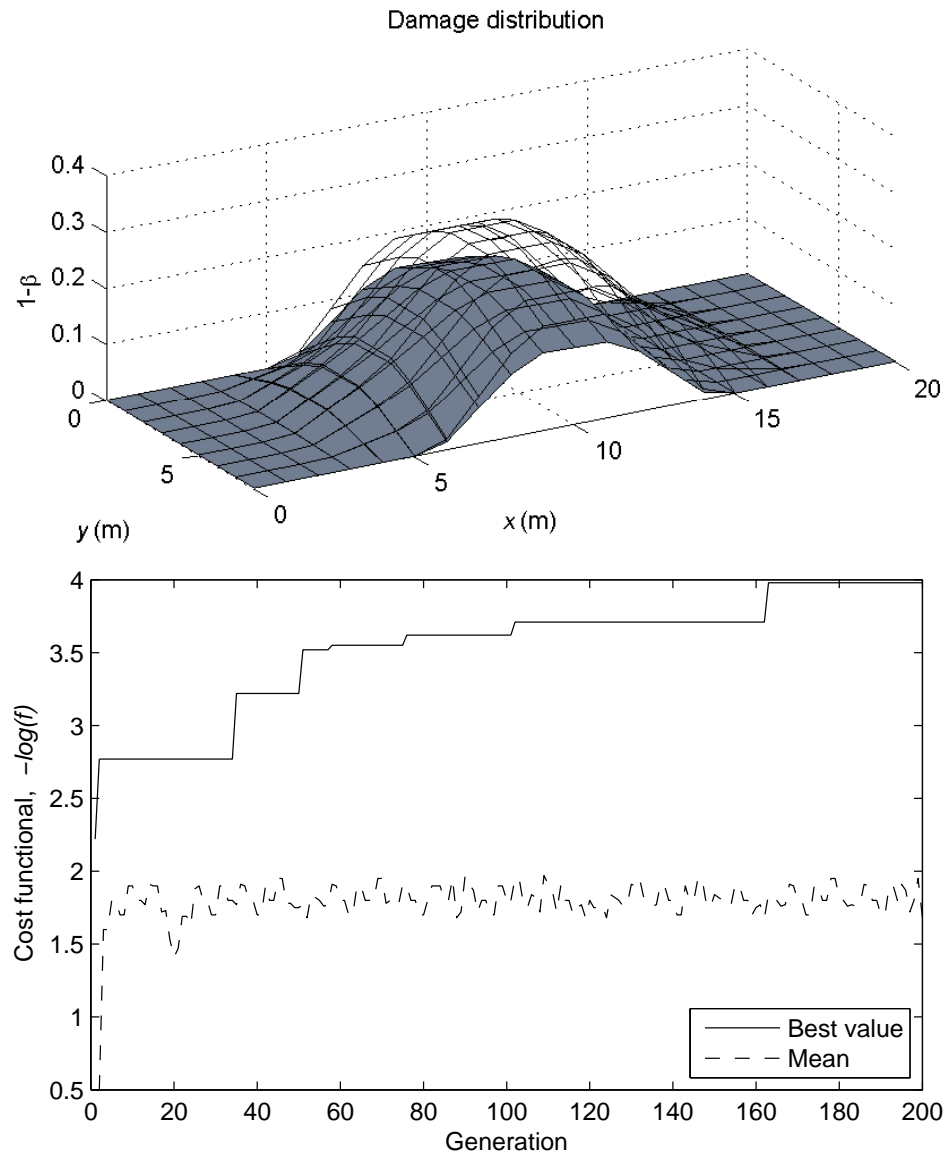 Damage distribution
0.4
0.3
0.2
0.1
0
1-β
0
5
y (m)
0
5
10
15
20
x (m)
4
3.5
3
2.5
2
1.5
1
0.5
Cost functional, −log(f)
0 20 40 60 80 100 120 140 160 180 200
Generation
Best value
Mean